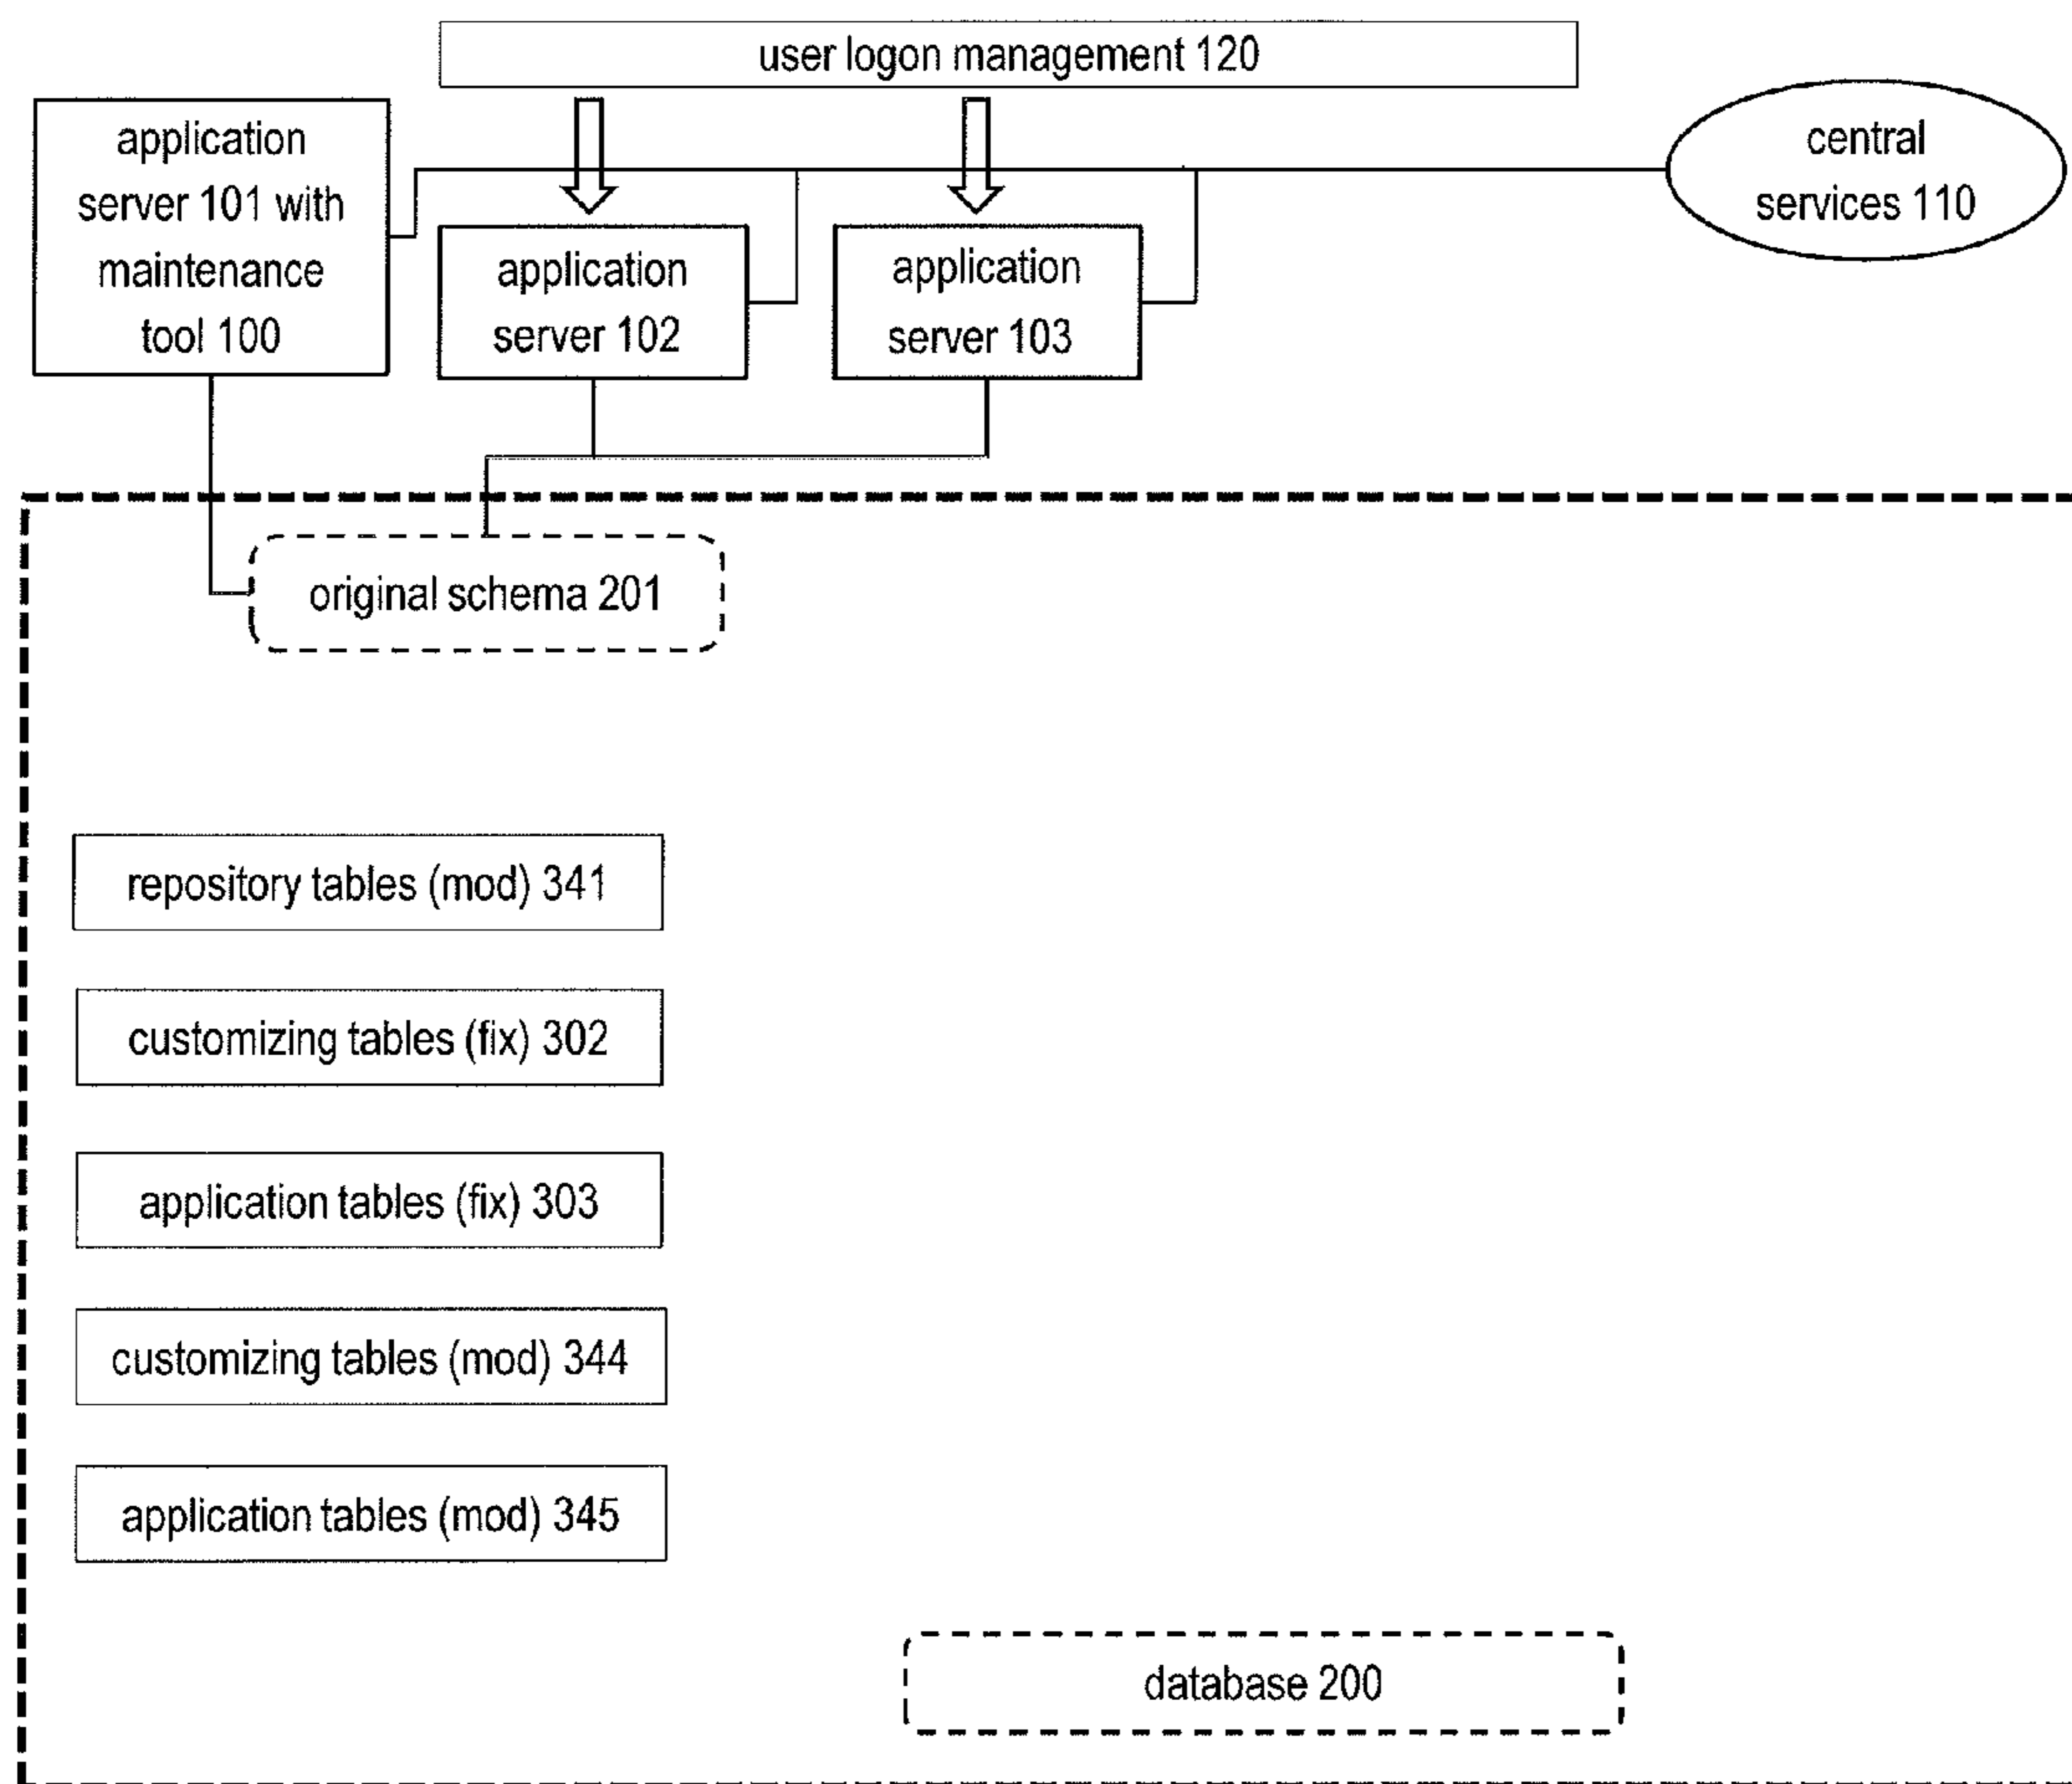 user logon management 120
application
server 101 with
maintenance
tool 100
central
services 110
application
server 102
application
server 103
original schema 201
repository tables (mod) 341
customizing tables (fix) 302
application tables (fix) 303
customizing tables (mod) 344
application tables (mod) 345
database 200